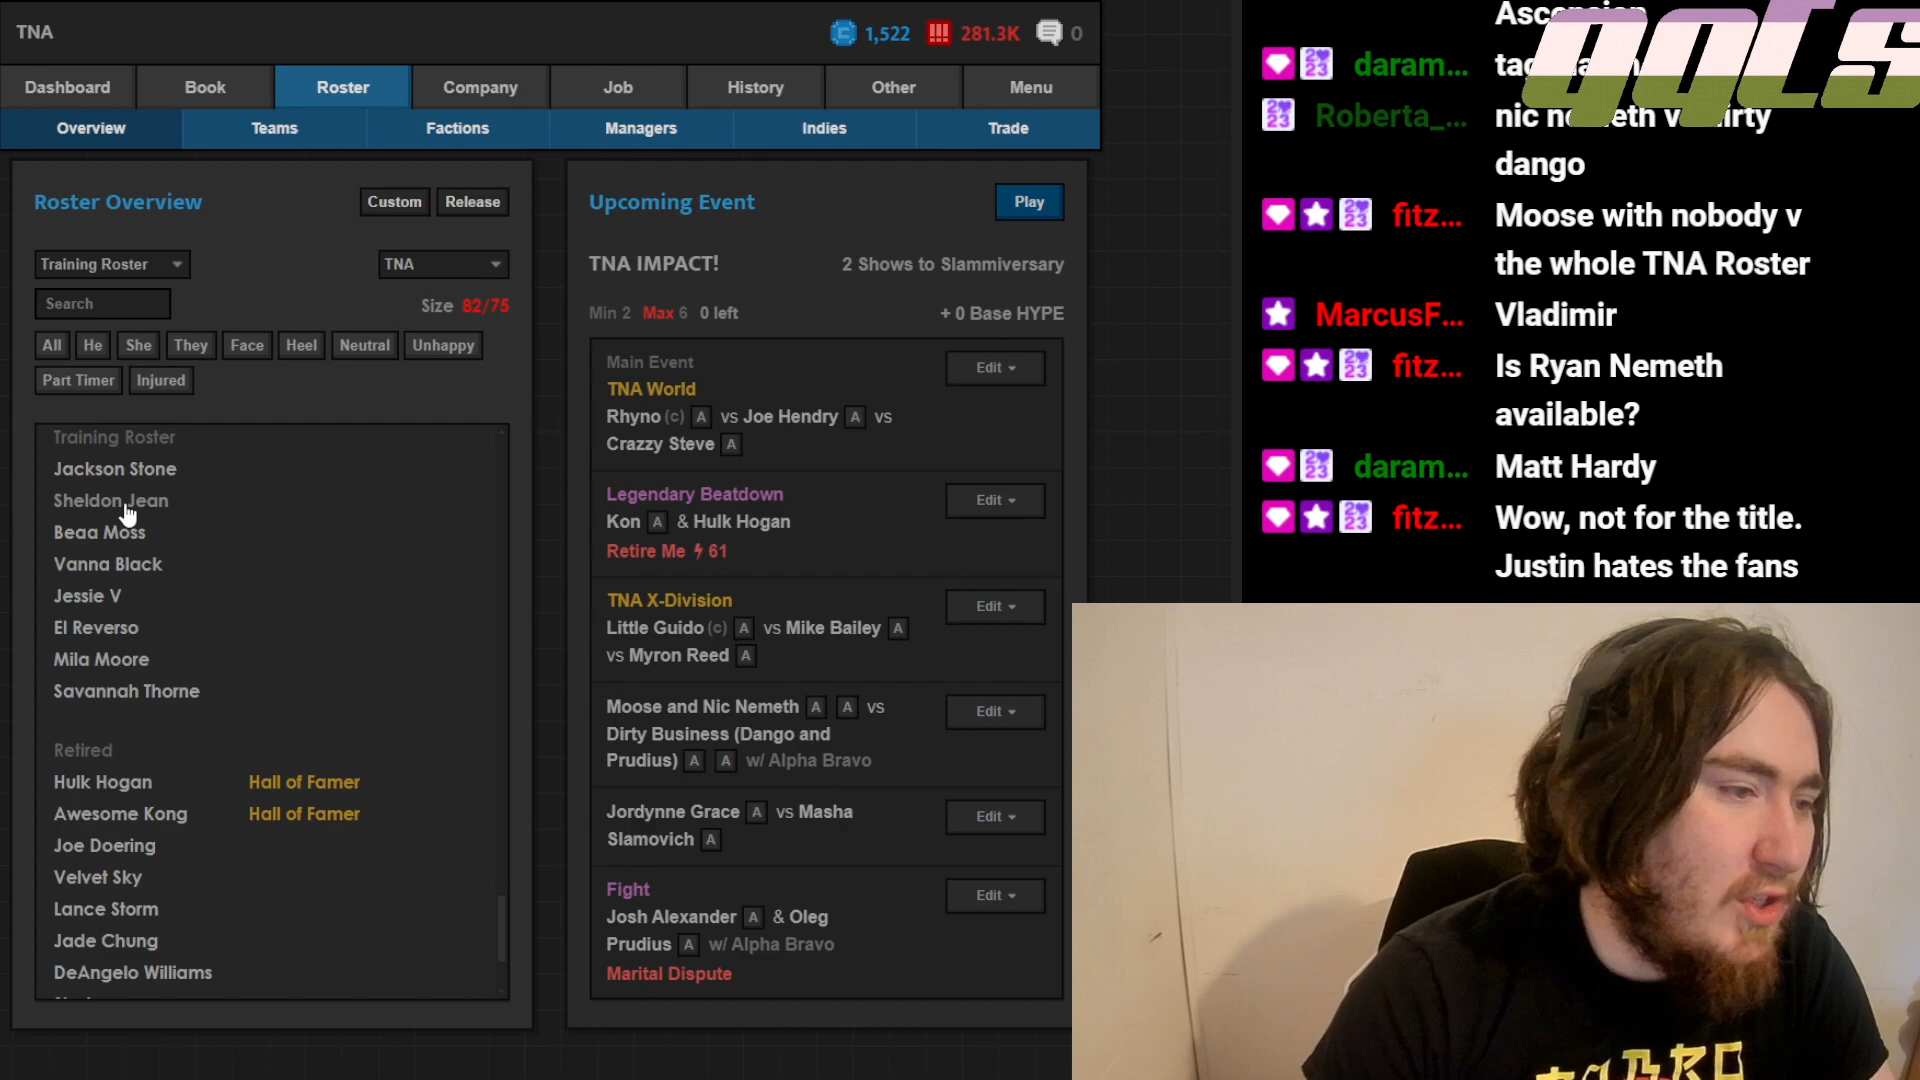 TNA
1,522
281.3K
0
Dashboard
Book
Roster
Company
Job
History
Other
Menu
Overview
Teams
Factions
Managers
Indies
Trade
Roster Overview
Custom
Release
Training Roster
TNA
Search
Size 82/75
All
He
She
They
Face
Heel
Neutral
Unhappy
Part Timer
Injured
Training Roster
Jackson Stone
Sheldon Jean
Beaa Moss
Vanna Black
Jessie V
El Reverso
Mila Moore
Savannah Thorne
Retired
Hulk Hogan Hall of Famer
Awesome Kong Hall of Famer
Joe Doering
Velvet Sky
Lance Storm
Jade Chung
DeAngelo Williams
Upcoming Event
Play
TNA IMPACT!
2 Shows to Slammiversary
Min 2 Max 6 0 left
+ 0 Base HYPE
Main Event
Edit
TNA World
Rhyno (c) A vs Joe Hendry A vs
Crazzy Steve A
Legendary Beatdown
Edit
Kon A & Hulk Hogan
Retire Me 61
TNA X-Division
Edit
Little Guido (c) A vs Mike Bailey A
vs Myron Reed A
Moose and Nic Nemeth A A vs
Edit
Dirty Business (Dango and
Prudius) A A w/ Alpha Bravo
Jordynne Grace A vs Masha
Edit
Slamovich A
Fight
Edit
Josh Alexander A & Oleg
Prudius A w/ Alpha Bravo
Marital Dispute
daram...
Roberta_...
dango
fitz... Moose with nobody v
the whole TNA Roster
MarcusF... Vladimir
fitz... Is Ryan Nemeth
available?
daram... Matt Hardy
fitz... Wow, not for the title.
Justin hates the fans